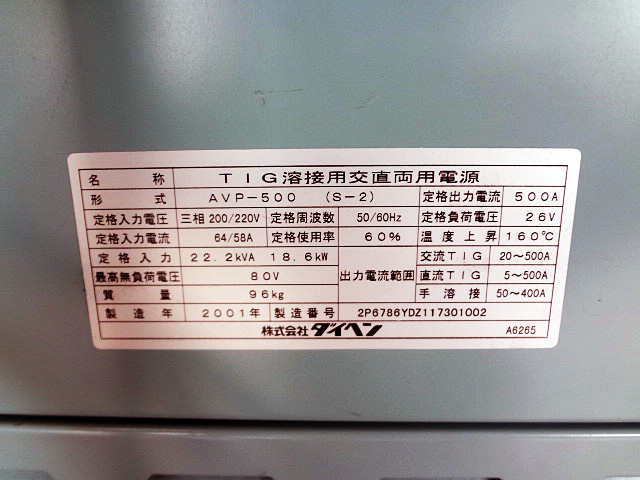 名称 TIG溶接用交直両用電源
形式 AVP-500 (S-2) 定格出力電流 500A
定格入力電圧 三相200/220V 定格周波数 50/60Hz 定格負荷電圧 26V
定格入力電流 64/58A 定格使用率 60% 温度上昇 160℃
定格入力 22.2kVA 18.6kW 出力電流範囲 交流TIG 20~500A
最高無負荷電圧 80V 直流TIG 5~500A
質量 96kg 手溶接 50~400A
製造年 2001年 製造番号 2P6786YDZ117301002
株式会社ダイヘン A6265